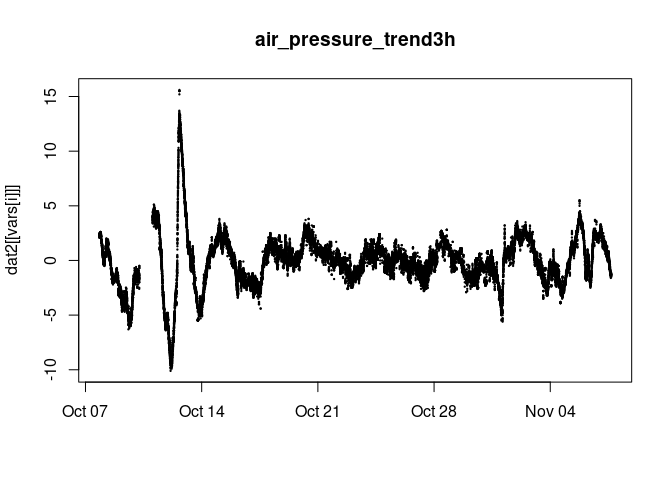 air_pressure_trend3h
dat2[[vars[i]]]
15
10
5
0
-5
-10
Oct 07
Oct 14
Oct 21
Oct 28
Nov 04